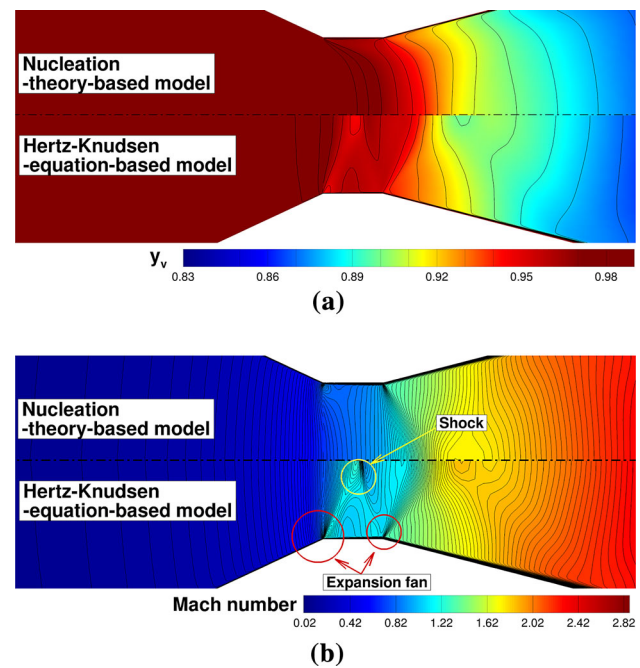 Nucleation
-theory-based model
Hertz-Knudsen
-equation-based model
y_v
0.83 0.86 0.89 0.92 0.95 0.98
(a)
Nucleation
-theory-based model
Shock
Hertz-Knudsen
-equation-based model
Expansion fan
Mach number
0.02 0.42 0.82 1.22 1.62 2.02 2.42 2.82
(b)